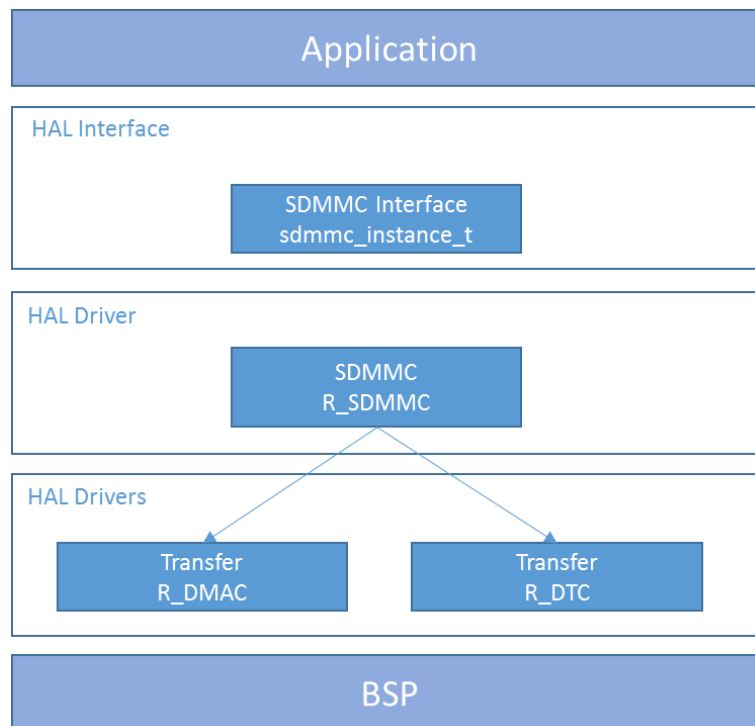 Application
HAL Interface
SDMMC Interface
sdmmc_instance_t
HAL Driver
SDMMC
R_SDMMC
HAL Drivers
Transfer
R_DMAC
Transfer
R_DTC
BSP